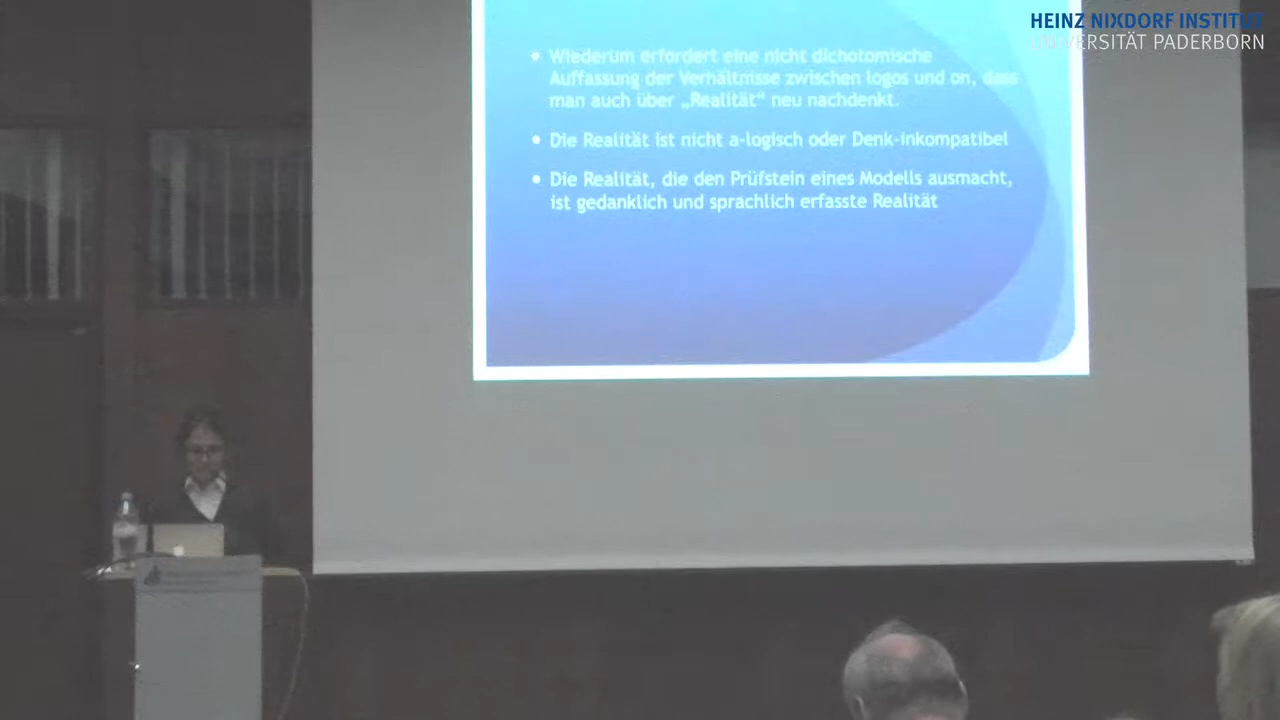 HEINZ NIXDORF INSTITUT
UNIVERSITÄT PADERBORN
• Wiederum erfordert eine nicht dichotomische
Auffassung der Verhältnisse zwischen logos und on, dass
man auch über „Realität“ neu nachdenkt.
• Die Realität ist nicht a-logisch oder Denk-inkompatibel
• Die Realität, die den Prüfstein eines Modells ausmacht,
ist gedanklich und sprachlich erfasste Realität